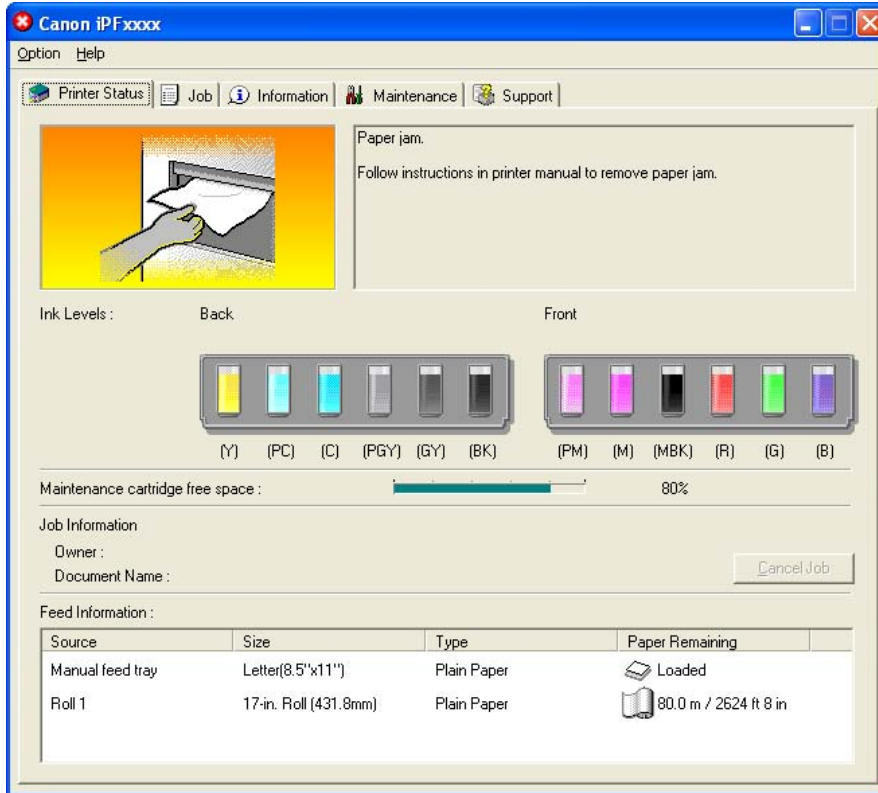 Canon iPFxxxx
Option Help
Printer Status Job Information Maintenance Support
Paper jam.
Follow instructions in printer manual to remove paper jam.
Ink Levels : Back Front
(Y) (PC) (C) (PGY) (GY) (BK) (PM) (M) (MBK) (R) (G) (B)
Maintenance cartridge free space : 80%
Job Information
Owner :
Document Name :
Cancel Job
Feed Information :
Source Size Type Paper Remaining
Manual feed tray Letter(8.5"x11") Plain Paper Loaded
Roll 1 17-in. Roll (431.8mm) Plain Paper 80.0 m / 2624 ft 8 in